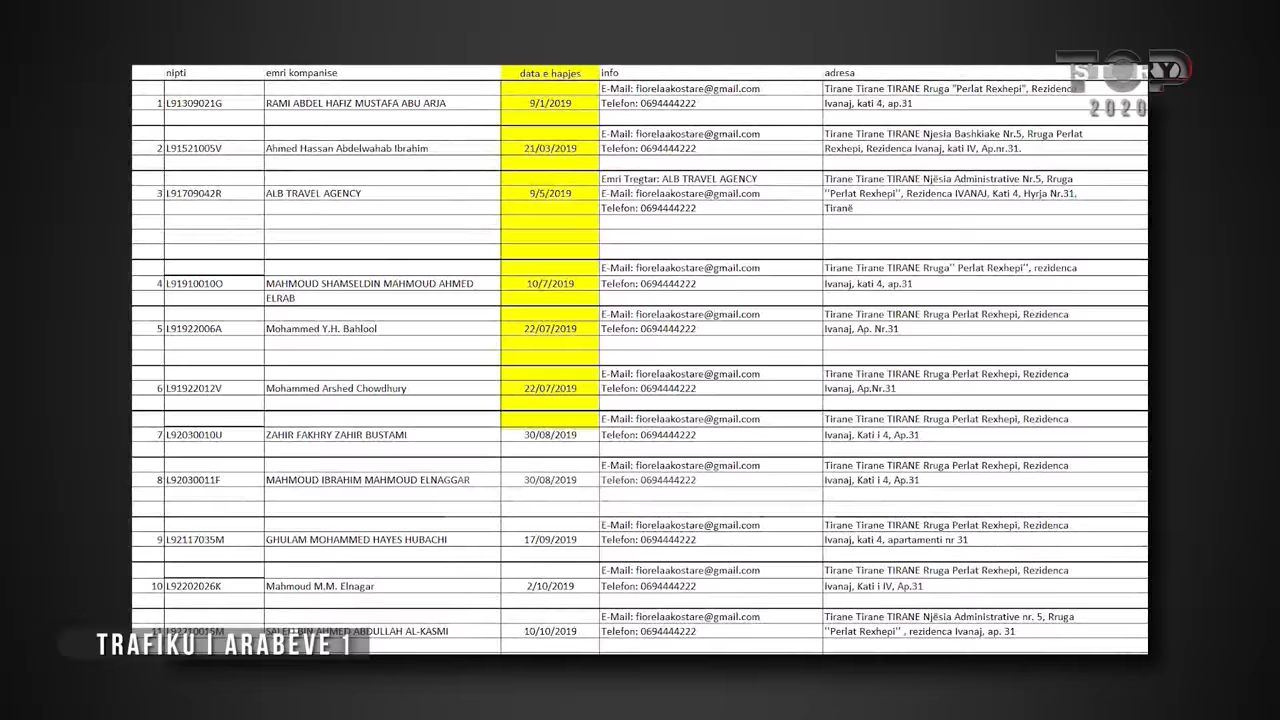 nipti emri kompanise data e hapjes info adresa
E-Mail: fiorelaakostare@gmail.com Tirane Tirane TIRANE Rruga "Perlat Rexhepi", Rezidenca
1 L91309021G RAMI ABDEL HAFIZ MUSTAFA ABU ARJA 9/1/2019 Telefon: 0694444222 Ivanaj, kati 4, ap.31
E-Mail: fiorelaakostare@gmail.com Tirane Tirane TIRANE Njesia Bashkiake Nr.5, Rruga Perlat
2 L91521005V Ahmed Hassan Abdelwahab Ibrahim 21/03/2019 Telefon: 0694444222 Rexhepi, Rezidenca Ivanaj, kati IV, Ap.nr.31.
Emri Tregtar: ALB TRAVEL AGENCY Tirane Tirane TIRANE Njësia Administrative Nr.5, Rruga
3 L91709042R ALB TRAVEL AGENCY 9/5/2019 E-Mail: fiorelaakostare@gmail.com ''Perlat Rexhepi'', Rezidenca IVANAJ, Kati 4, Hyrja Nr.31,
Telefon: 0694444222 Tiranë
E-Mail: fiorelaakostare@gmail.com Tirane Tirane TIRANE Rruga'' Perlat Rexhepi'', rezidenca
4 L91910010O MAHMOUD SHAMSELDIN MAHMOUD AHMED 10/7/2019 Telefon: 0694444222 Ivanaj, kati 4, ap.31
ELRAB
E-Mail: fiorelaakostare@gmail.com Tirane Tirane TIRANE Rruga Perlat Rexhepi, Rezidenca
5 L91922006A Mohammed Y.H. Bahlool 22/07/2019 Telefon: 0694444222 Ivanaj, Ap. Nr.31
E-Mail: fiorelaakostare@gmail.com Tirane Tirane TIRANE Rruga Perlat Rexhepi, Rezidenca
6 L91922012V Mohammed Arshed Chowdhury 22/07/2019 Telefon: 0694444222 Ivanaj, Ap.Nr.31
E-Mail: fiorelaakostare@gmail.com Tirane Tirane TIRANE Rruga Perlat Rexhepi, Rezidenca
7 L92030010U ZAHIR FAKHRY ZAHIR BUSTAMI 30/08/2019 Telefon: 0694444222 Ivanaj, Kati i 4, Ap.31
E-Mail: fiorelaakostare@gmail.com Tirane Tirane TIRANE Rruga Perlat Rexhepi, Rezidenca
8 L92030011F MAHMOUD IBRAHIM MAHMOUD ELNAGGAR 30/08/2019 Telefon: 0694444222 Ivanaj, Kati i 4, Ap.31
E-Mail: fiorelaakostare@gmail.com Tirane Tirane TIRANE Rruga Perlat Rexhepi, Rezidenca
9 L92117035M GHULAM MOHAMMED HAYES HUBACHI 17/09/2019 Telefon: 0694444222 Ivanaj, kati 4, apartamenti nr 31
E-Mail: fiorelaakostare@gmail.com Tirane Tirane TIRANE Rruga Perlat Rexhepi, Rezidenca
10 L92202026K Mahmoud M.M. Elnagar 2/10/2019 Telefon: 0694444222 Ivanaj, Kati i IV, Ap.31
E-Mail: fiorelaakostare@gmail.com Tirane Tirane TIRANE Njësia Administrative nr. 5, Rruga
11 SALEH BIN AHMED ABDULLAH AL-KASMI 10/10/2019 Telefon: 0694444222 ''Perlat Rexhepi'' , rezidenca Ivanaj, ap. 31
TOP
STORY
2020
TRAFIKU I ARABEVE 1